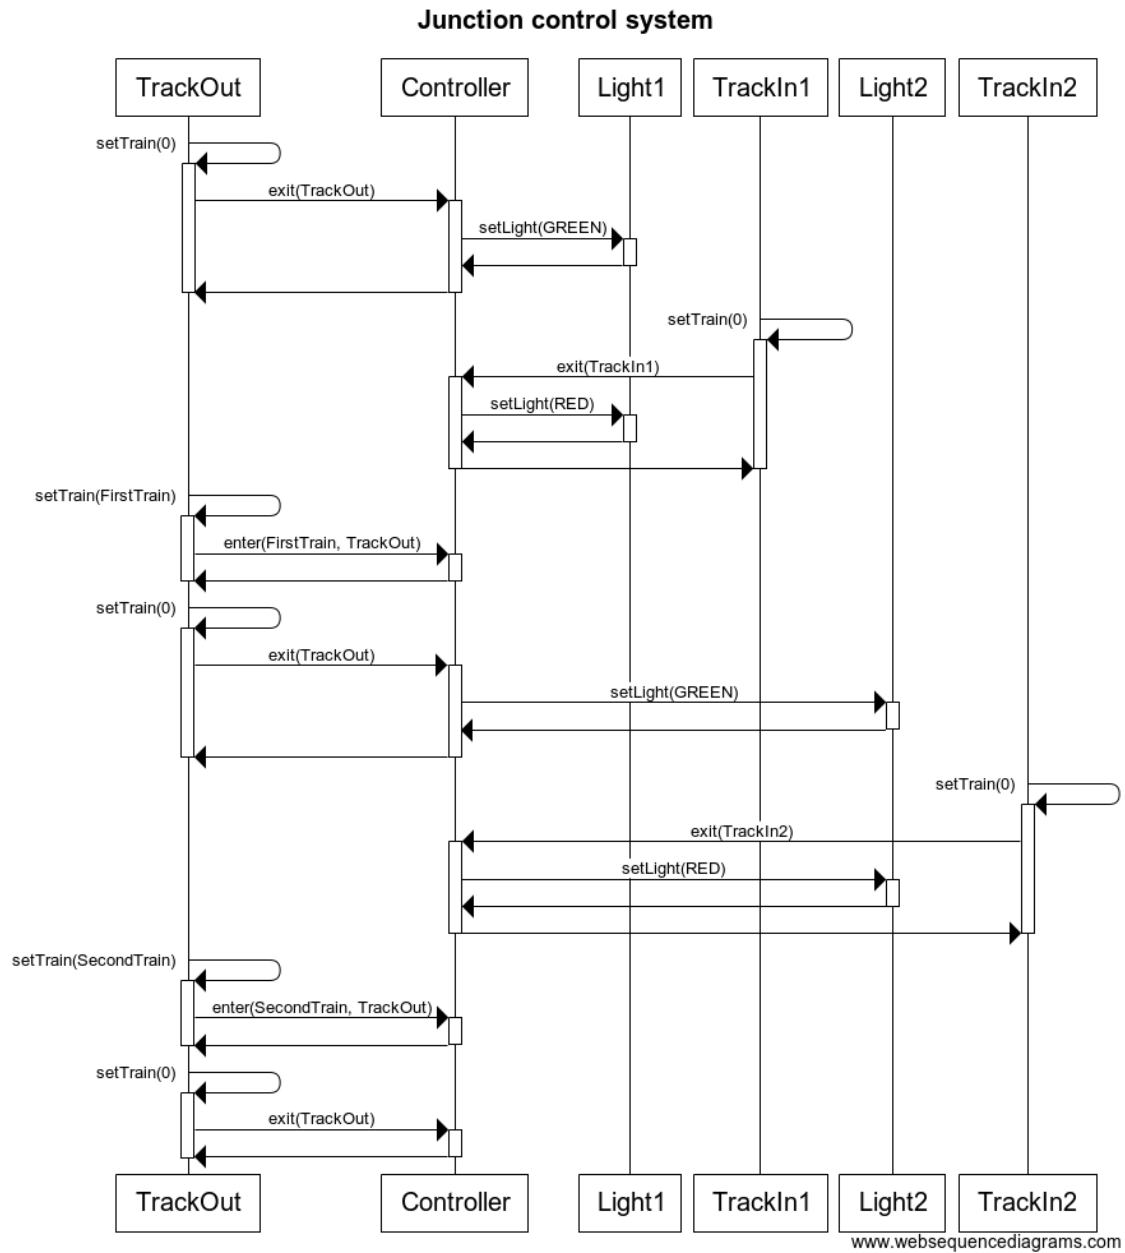 Junction control system
TrackOut
Controller
Light1
TrackIn1
Light2
TrackIn2
setTrain(0)
exit(TrackOut)
setLight(GREEN)
setTrain(0)
exit(TrackIn1)
setLight(RED)
setTrain(FirstTrain)
enter(FirstTrain, TrackOut)
setTrain(0)
exit(TrackOut)
setLight(GREEN)
setTrain(0)
exit(TrackIn2)
setLight(RED)
setTrain(SecondTrain)
enter(SecondTrain, TrackOut)
setTrain(0)
exit(TrackOut)
TrackOut
Controller
Light1
TrackIn1
Light2
TrackIn2
www.websequencediagrams.com